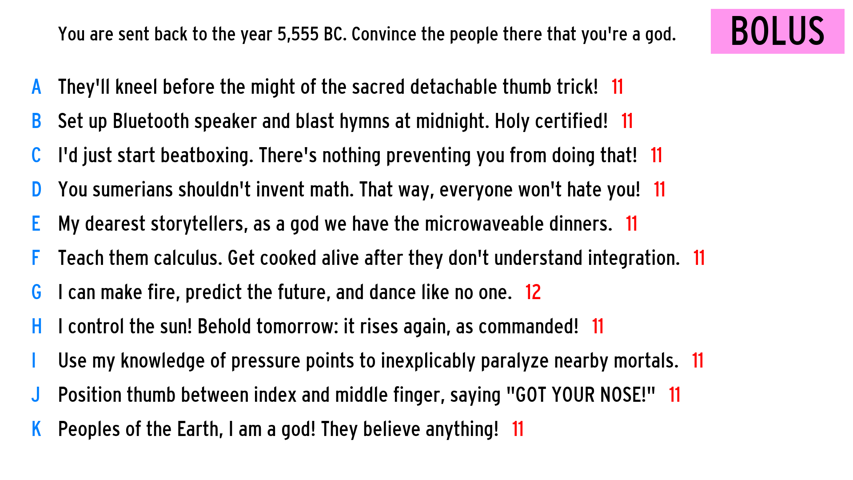 You are sent back to the year 5,555 BC. Convince the people there that you're a god.
BOLUS
A They'll kneel before the might of the sacred detachable thumb trick! 11
B Set up Bluetooth speaker and blast hymns at midnight. Holy certified! 11
C I'd just start beatboxing. There's nothing preventing you from doing that! 11
D You sumerians shouldn't invent math. That way, everyone won't hate you! 11
E My dearest storytellers, as a god we have the microwaveable dinners. 11
F Teach them calculus. Get cooked alive after they don't understand integration. 11
G I can make fire, predict the future, and dance like no one. 12
H I control the sun! Behold tomorrow: it rises again, as commanded! 11
I Use my knowledge of pressure points to inexplicably paralyze nearby mortals. 11
J Position thumb between index and middle finger, saying "GOT YOUR NOSE!" 11
K Peoples of the Earth, I am a god! They believe anything! 11